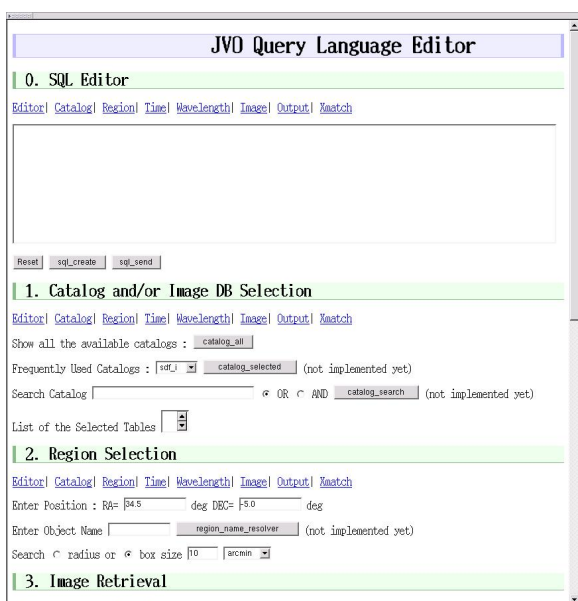 JVO Query Language Editor
0. SQL Editor
Editor| Catalog| Region| Time| Wavelength| Image| Output| Xmatch
Reset sql_create sql_send
1. Catalog and/or Image DB Selection
Editor| Catalog| Region| Time| Wavelength| Image| Output| Xmatch
Show all the available catalogs : catalog_all
Frequently Used Catalogs : sdf_i catalog_selected (not implemented yet)
Search Catalog OR AND catalog_search (not implemented yet)
List of the Selected Tables
2. Region Selection
Editor| Catalog| Region| Time| Wavelength| Image| Output| Xmatch
Enter Position : RA= 34.5 deg DEC= -5.0 deg
Enter Object Name region_name_resolver (not implemented yet)
Search radius or box size 10 arcmin
3. Image Retrieval